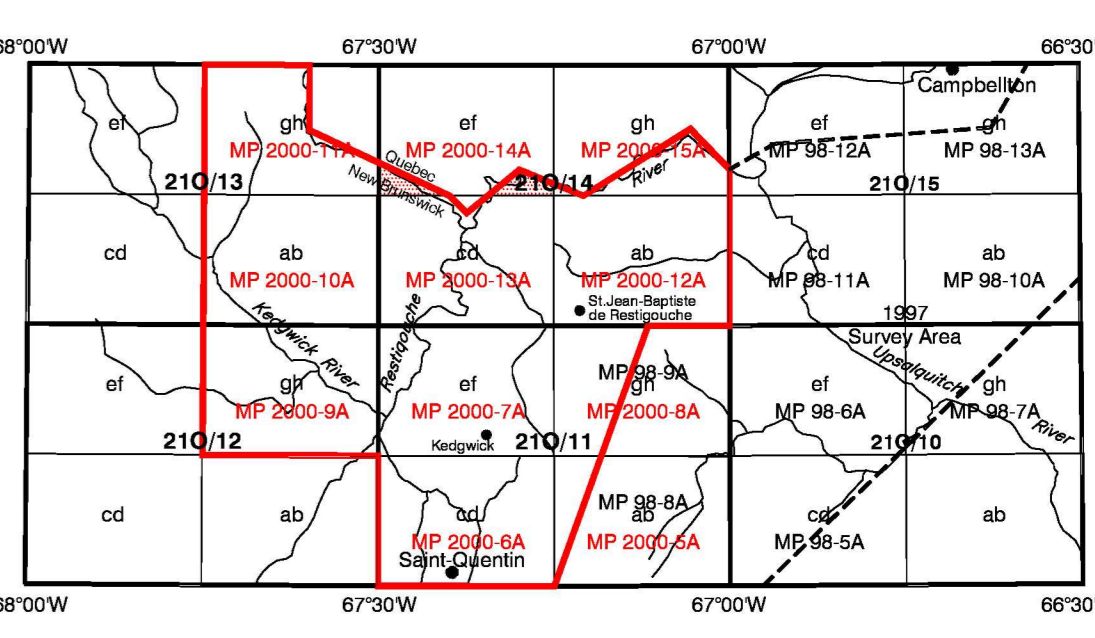 68°00'W 67°30'W 67°00'W 66°30'
Campbellton
ef gh ef gh ef gh
MP 2000-11A MP 2000-14A MP 2000-15A MP 98-12A MP 98-13A
Quebec
New Brunswick
River
21O/13 21O/14 21O/15
cd ab cd ab cd ab
MP 2000-10A MP 2000-13A MP 2000-12A MP 98-11A MP 98-10A
St.Jean-Baptiste
de Restigouche
1997
Survey Area
Kedgwick River
Restigouche
Upsalquitch
River
MP 98-9A
ef gh ef gh ef gh
MP 2000-9A MP 2000-7A MP 2000-8A MP 98-6A MP 98-7A
Kedgwick
21O/12 21O/11 21O/10
MP 98-8A
cd ab cd ab cd ab
MP 2000-6A MP 2000-5A MP 98-5A
Saint-Quentin
68°00'W 67°30'W 67°00'W 66°30'